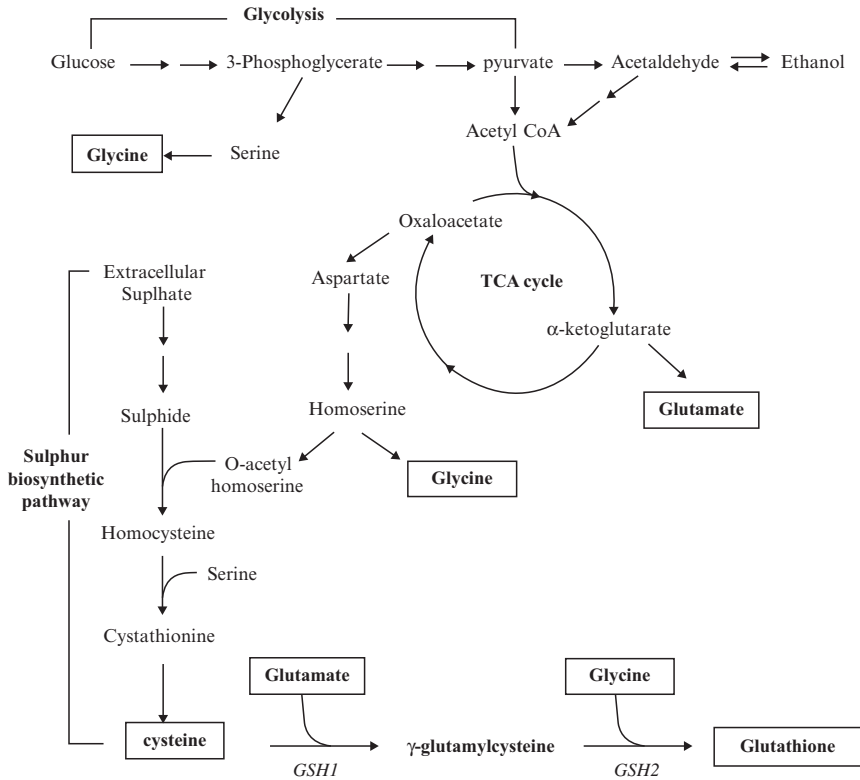 Glycolysis
Glucose
3-Phosphoglycerate
pyurvate
Acetaldehyde
Ethanol
Acetyl CoA
Glycine
Serine
Oxaloacetate
Extracellular
Suplhate
Aspartate
TCA cycle
α-ketoglutarate
Homoserine
Glutamate
Sulphide
Sulphur
biosynthetic
pathway
O-acetyl
homoserine
Glycine
Homocysteine
Serine
Cystathionine
Glutamate
Glycine
cysteine
γ-glutamylcysteine
Glutathione
GSH1
GSH2